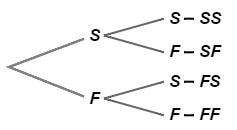 S – SS
S
F – SF
S – FS
F
F – FF